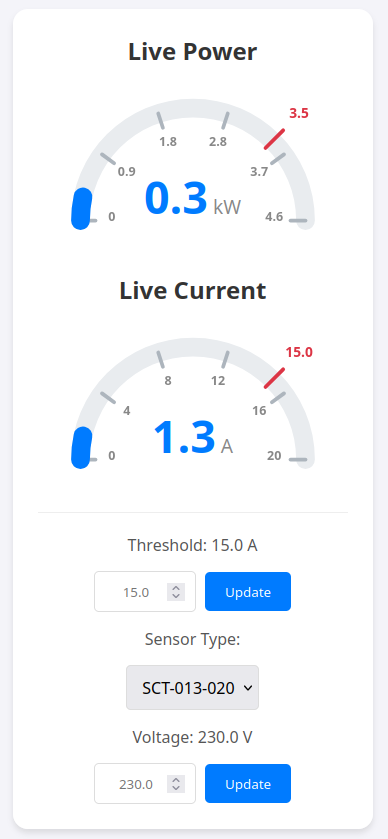 Live Power
3.5
1.8 2.8
0.9 3.7
0.3 kW
0 4.6
Live Current
15.0
8 12
4 16
1.3 A
0 20
Threshold: 15.0 A
15.0 Update
Sensor Type:
SCT-013-020
Voltage: 230.0 V
230.0 Update